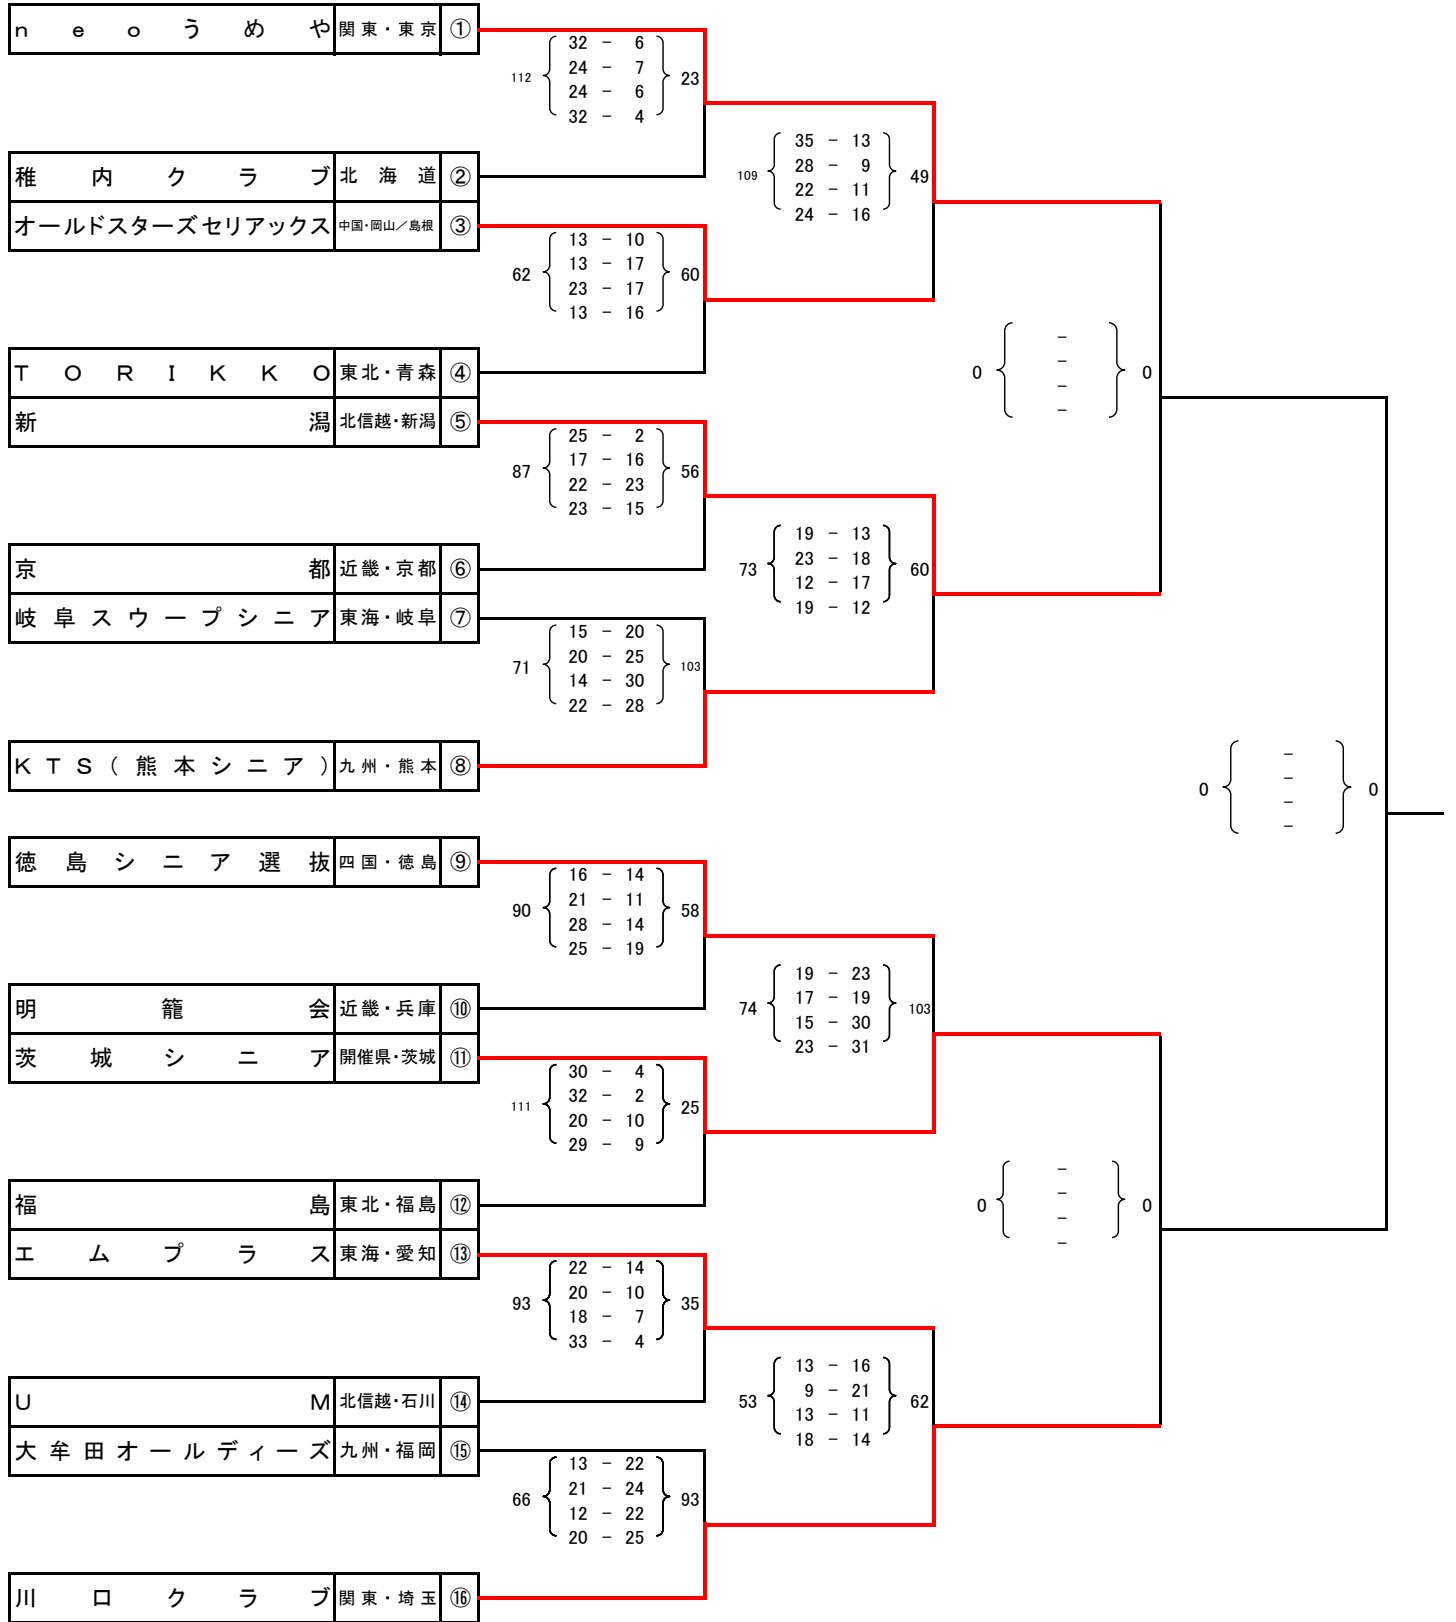 neoうめや 関東・東京 ①
32 - 6
112 24 - 7 23
24 - 6
32 - 4
稚内クラブ 北海道 ②
35 - 13
109 28 - 9 49
22 - 11
24 - 16
オールドスターズセリアックス 中国・岡山／島根 ③
13 - 10
62 13 - 17 60
23 - 17
13 - 16
TORIKKO 東北・青森 ④
0 - 0
-
-
-
新潟 北信越・新潟 ⑤
25 - 2
87 17 - 16 56
22 - 23
23 - 15
京都 近畿・京都 ⑥
19 - 13
73 23 - 18 60
12 - 17
19 - 12
岐阜スウープシニア 東海・岐阜 ⑦
15 - 20
71 20 - 25 103
14 - 30
22 - 28
KTS(熊本シニア) 九州・熊本 ⑧
0 - 0
-
-
-
徳島シニア選抜 四国・徳島 ⑨
16 - 14
90 21 - 11 58
28 - 14
25 - 19
明籠会 近畿・兵庫 ⑩
19 - 23
74 17 - 19 103
15 - 30
23 - 31
茨城シニア 開催県・茨城 ⑪
30 - 4
111 32 - 2 25
20 - 10
29 - 9
福島 東北・福島 ⑫
0 - 0
-
-
-
エムプラス 東海・愛知 ⑬
22 - 14
93 20 - 10 35
18 - 7
33 - 4
UM 北信越・石川 ⑭
13 - 16
53 9 - 21 62
13 - 11
18 - 14
大牟田オールディーズ 九州・福岡 ⑮
13 - 22
66 21 - 24 93
12 - 22
20 - 25
川口クラブ 関東・埼玉 ⑯